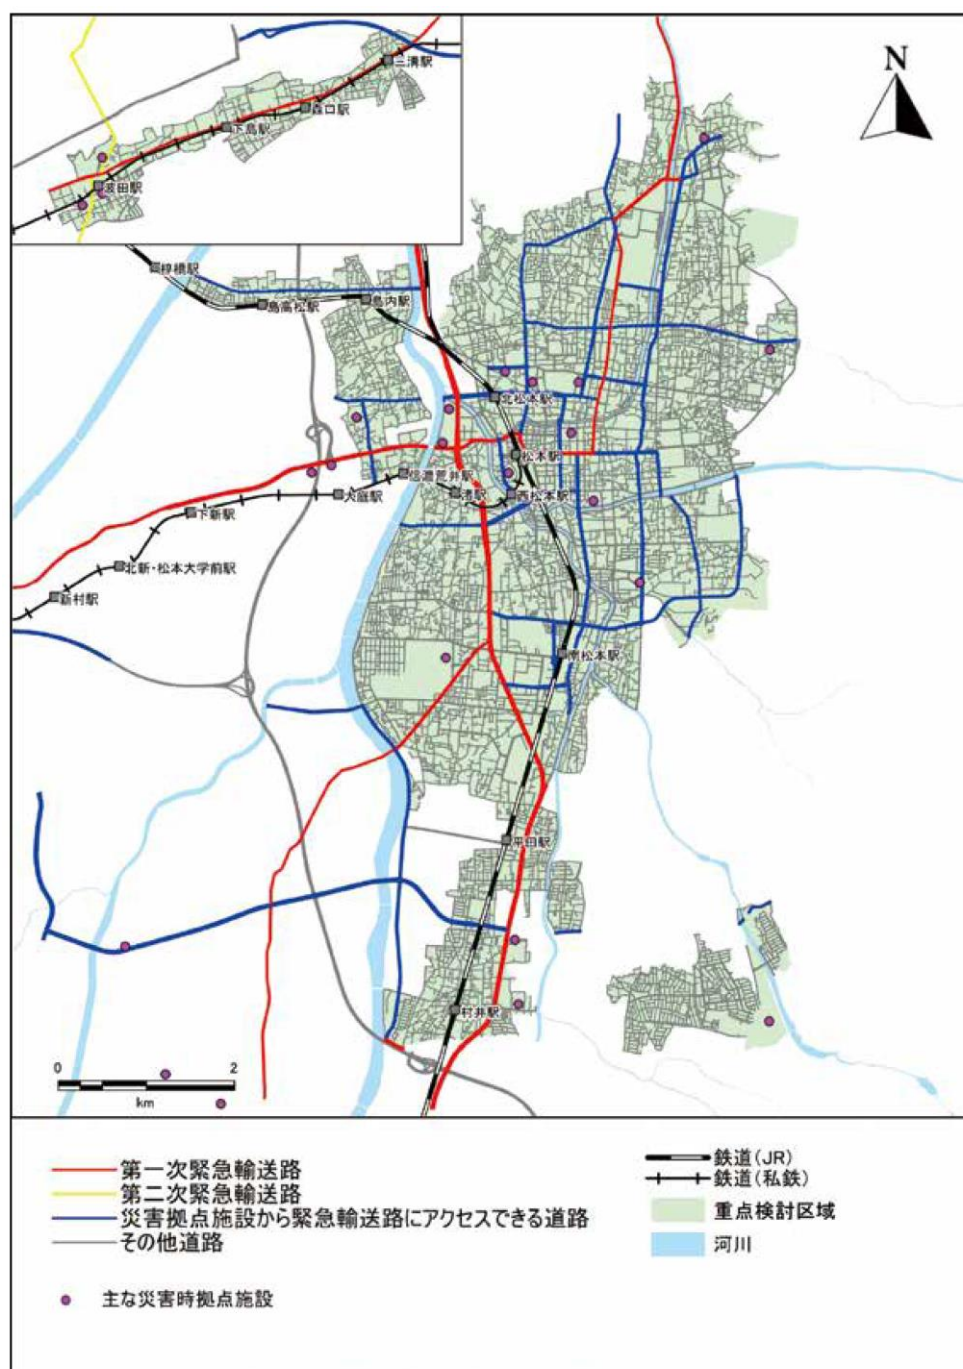 三溝駅
森口駅
下島駅
波田駅
N
梓橋駅
島高松駅
島内駅
北松本駅
松本駅
信濃荒井駅
渚駅
西松本駅
大庭駅
下新駅
北新・松本大学前駅
新村駅
南松本駅
平田駅
村井駅
0 2
km
第一次緊急輸送路
第二次緊急輸送路
災害拠点施設から緊急輸送路にアクセスできる道路
その他道路
主な災害時拠点施設
鉄道(JR)
鉄道(私鉄)
重点検討区域
河川